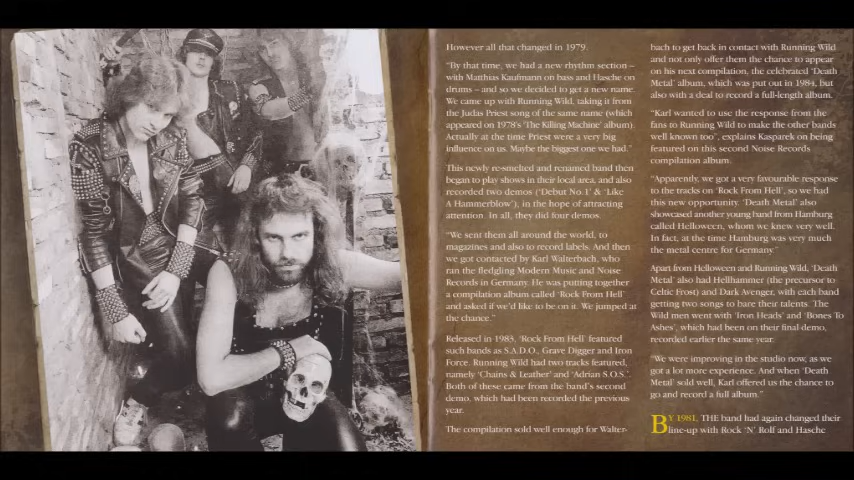 However all that changed in 1979.
"By that time, we had a new rhythm section –
with Matthias Kaufmann on bass and Hasche on
drums – and so we decided to get a new name.
We came up with Running Wild, taking it from
the Judas Priest song of the same name (which
appeared on 1978's 'The Killing Machine' album).
Actually at the time Priest were a very big
influence on us. Maybe the biggest one we had."
This newly re-smelted and renamed band then
began to play shows in their local area, and also
recorded two demos ('Debut No.1' & 'Like
A Hammerblow'), in the hope of attracting
attention. In all, they did four demos.
"We sent them all around the world, to
magazines and also to record labels. And then
we got contacted by Karl Walterbach, who
ran the fledgling Modern Music and Noise
Records in Germany. He was putting together
a compilation album called 'Rock From Hell'
and asked if we'd like to be on it. We jumped at
the chance."
Released in 1983, 'Rock From Hell' featured
such bands as S.A.D.O., Grave Digger and Iron
Force. Running Wild had two tracks featured,
namely 'Chains & Leather' and 'Adrian S.O.S.'.
Both of these came from the band's second
demo, which had been recorded the previous
year.
The compilation sold well enough for Walter-
bach to get back in contact with Running Wild
and not only offer them the chance to appear
on his next compilation, the celebrated 'Death
Metal' album, which was put out in 1984, but
also with a deal to record a full-length album.
"Karl wanted to use the response from the
fans to Running Wild to make the other bands
well known too", explains Kasparek on being
featured on this second Noise Records
compilation album.
"Apparently, we got a very favourable response
to the tracks on 'Rock From Hell', so we had
this new opportunity. 'Death Metal' also
showcased another young band from Hamburg
called Helloween, whom we knew very well.
In fact, at the time Hamburg was very much
the metal centre for Germany."
Apart from Helloween and Running Wild, 'Death
Metal' also had Hellhammer (the precursor to
Celtic Frost) and Dark Avenger, with each band
getting two songs to bare their talents. The
Wild men went with 'Iron Heads' and 'Bones To
Ashes', which had been on their final demo,
recorded earlier the same year.
"We were improving in the studio now, as we
got a lot more experience. And when 'Death
Metal' sold well, Karl offered us the chance to
go and record a full album."
BY 1981, THE band had again changed their
line-up with Rock 'N' Rolf and Hasche